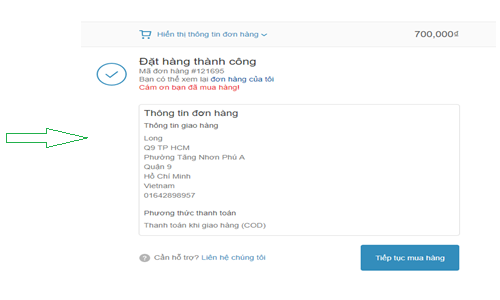 Hiển thị thông tin đơn hàng
700,000₫
Đặt hàng thành công
Mã đơn hàng #121695
Bạn có thể xem lại đơn hàng của tôi
Cảm ơn bạn đã mua hàng!
Thông tin đơn hàng
Thông tin giao hàng
Long
Q9 TP HCM
Phường Tăng Nhơn Phú A
Quận 9
Hồ Chí Minh
Vietnam
01642898957
Phương thức thanh toán
Thanh toán khi giao hàng (COD)
Cần hỗ trợ? Liên hệ chúng tôi
Tiếp tục mua hàng